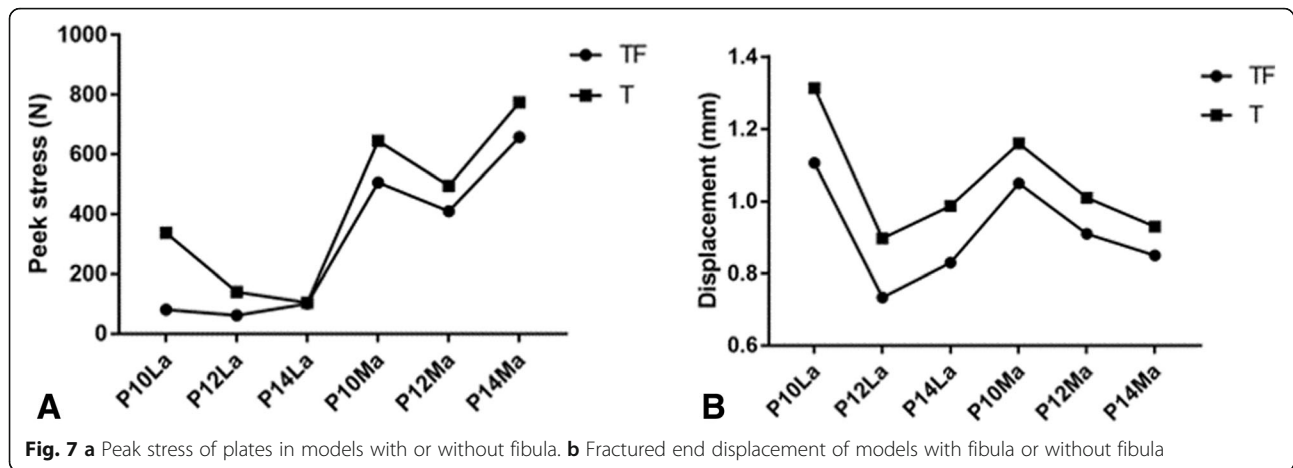 1000
800
600
400
200
0
Peek stress (N)
TF
T
P10La
P12La
P14La
P10Ma
P12Ma
P14Ma
A
1.4
1.2
1.0
0.8
0.6
Displacement (mm)
TF
T
P10La
P12La
P14La
P10Ma
P12Ma
P14Ma
B
Fig. 7 a Peak stress of plates in models with or without fibula. b Fractured end displacement of models with fibula or without fibula